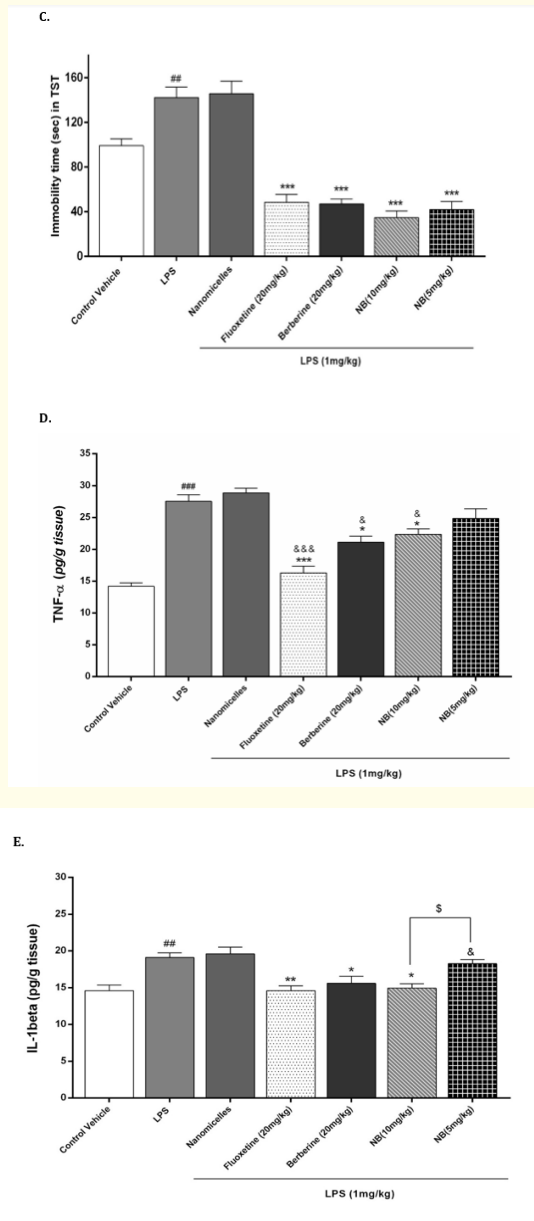 C.
Immobility time (sec) in TST
160
120
80
40
0
##
***
***
***
***
Control Vehicle
LPS
Nanomicelles
Fluoxetine (20mg/kg)
Berberine (20mg/kg)
NB(10mg/kg)
NB(5mg/kg)
LPS (1mg/kg)
D.
TNF-α (pg/g tissue)
35
30
25
20
15
10
5
0
###
&&&
***
&
*
&
*
Control Vehicle
LPS
Nanomicelles
Fluoxetine (20mg/kg)
Berberine (20mg/kg)
NB(10mg/kg)
NB(5mg/kg)
LPS (1mg/kg)
E.
IL-1beta (pg/g tissue)
30
25
20
15
10
5
0
##
**
*
*
$
&
Control Vehicle
LPS
Nanomicelles
Fluoxetine (20mg/kg)
Berberine (20mg/kg)
NB(10mg/kg)
NB(5mg/kg)
LPS (1mg/kg)